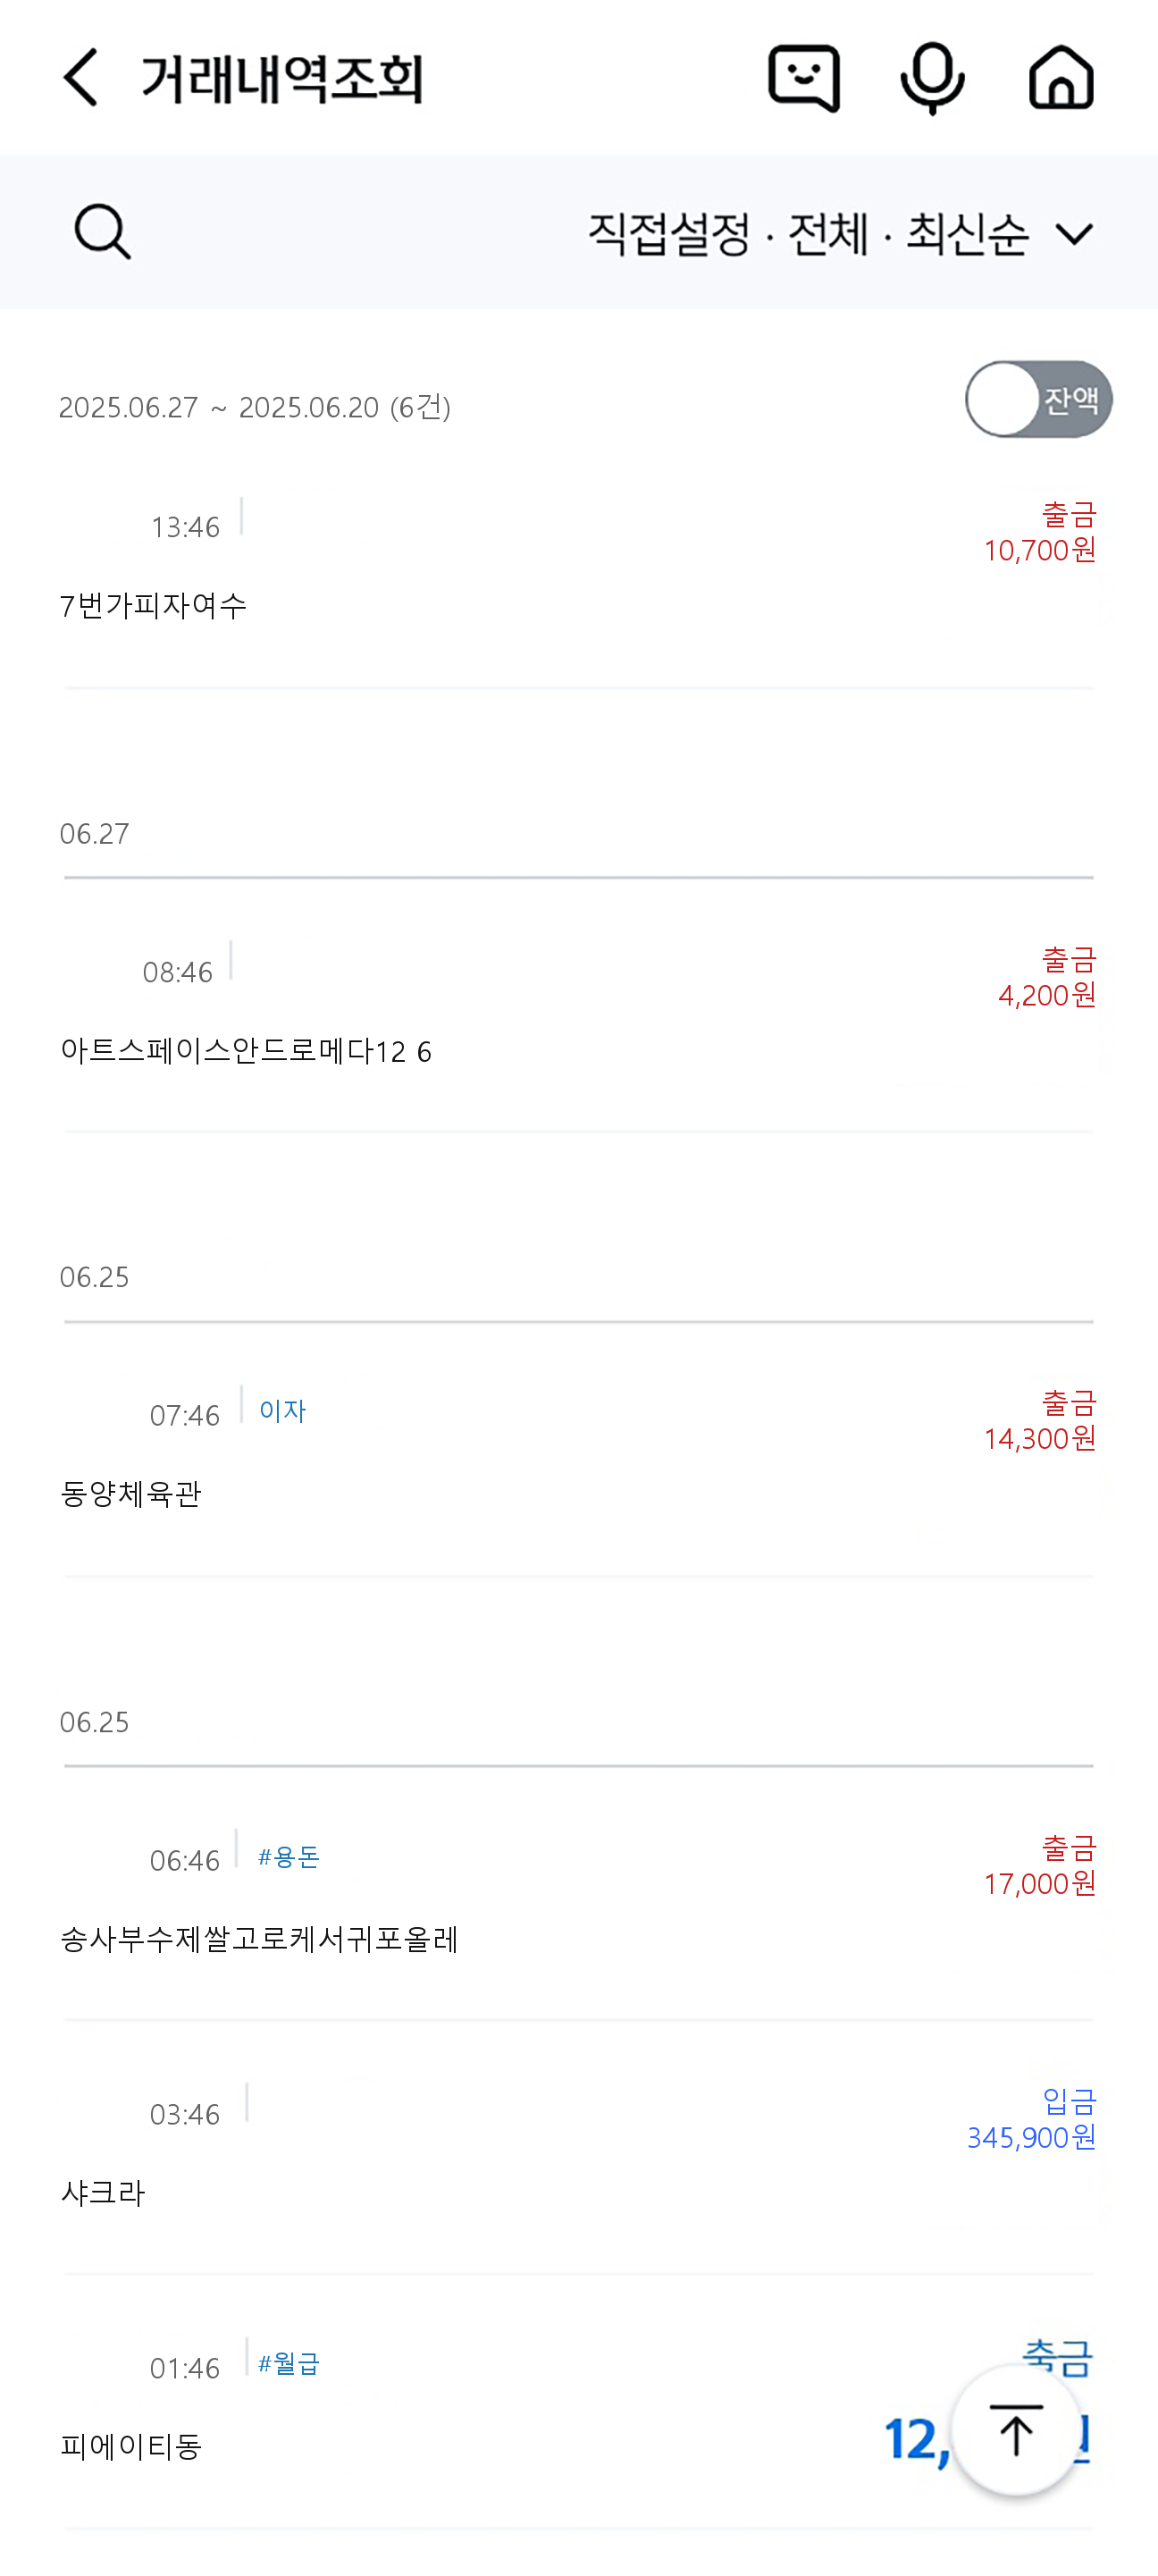 거래내역조회
직접설정 · 전체 · 최신순
2025.06.27 ~ 2025.06.20 (6건)
잔액
13:46
출금
10,700원
7번가피자여수
06.27
08:46
출금
4,200원
아트스페이스안드로메다12 6
06.25
07:46
이자
출금
14,300원
동양체육관
06.25
06:46
#용돈
출금
17,000원
송사부수제쌀고로케서귀포올레
03:46
입금
345,900원
샤크라
01:46
#월급
출금
12,
피에이티동